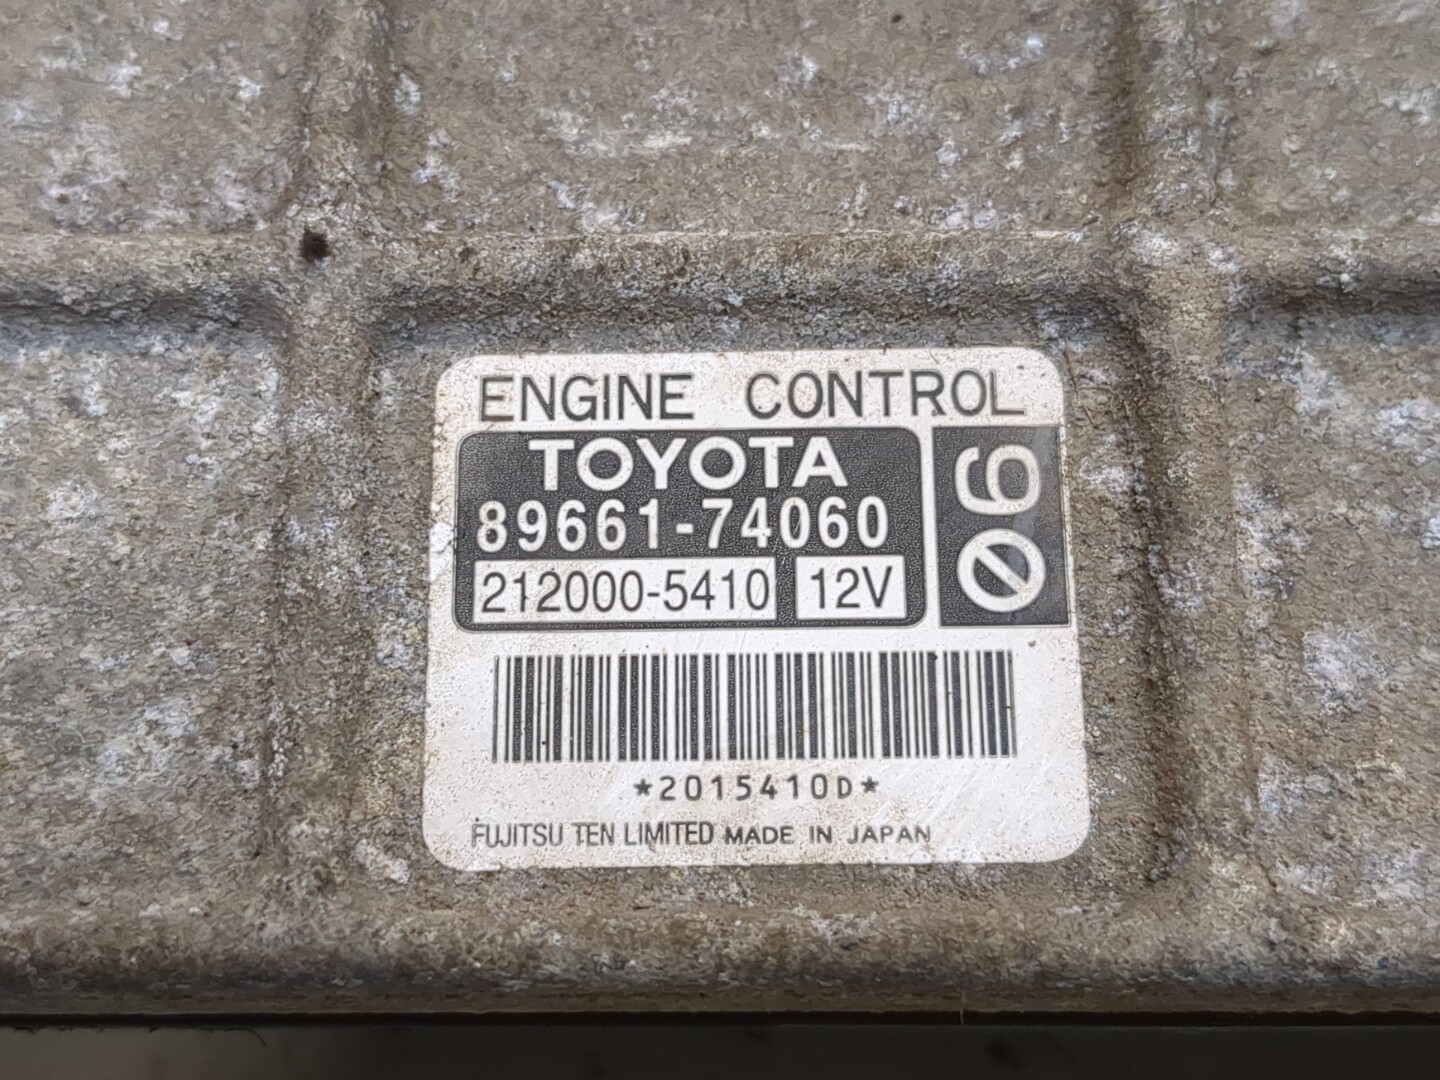 ENGINE CONTROL
TOYOTA
89661-74060
212000-5410 12V
06
*2015410D*
FUJITSU TEN LIMITED MADE IN JAPAN